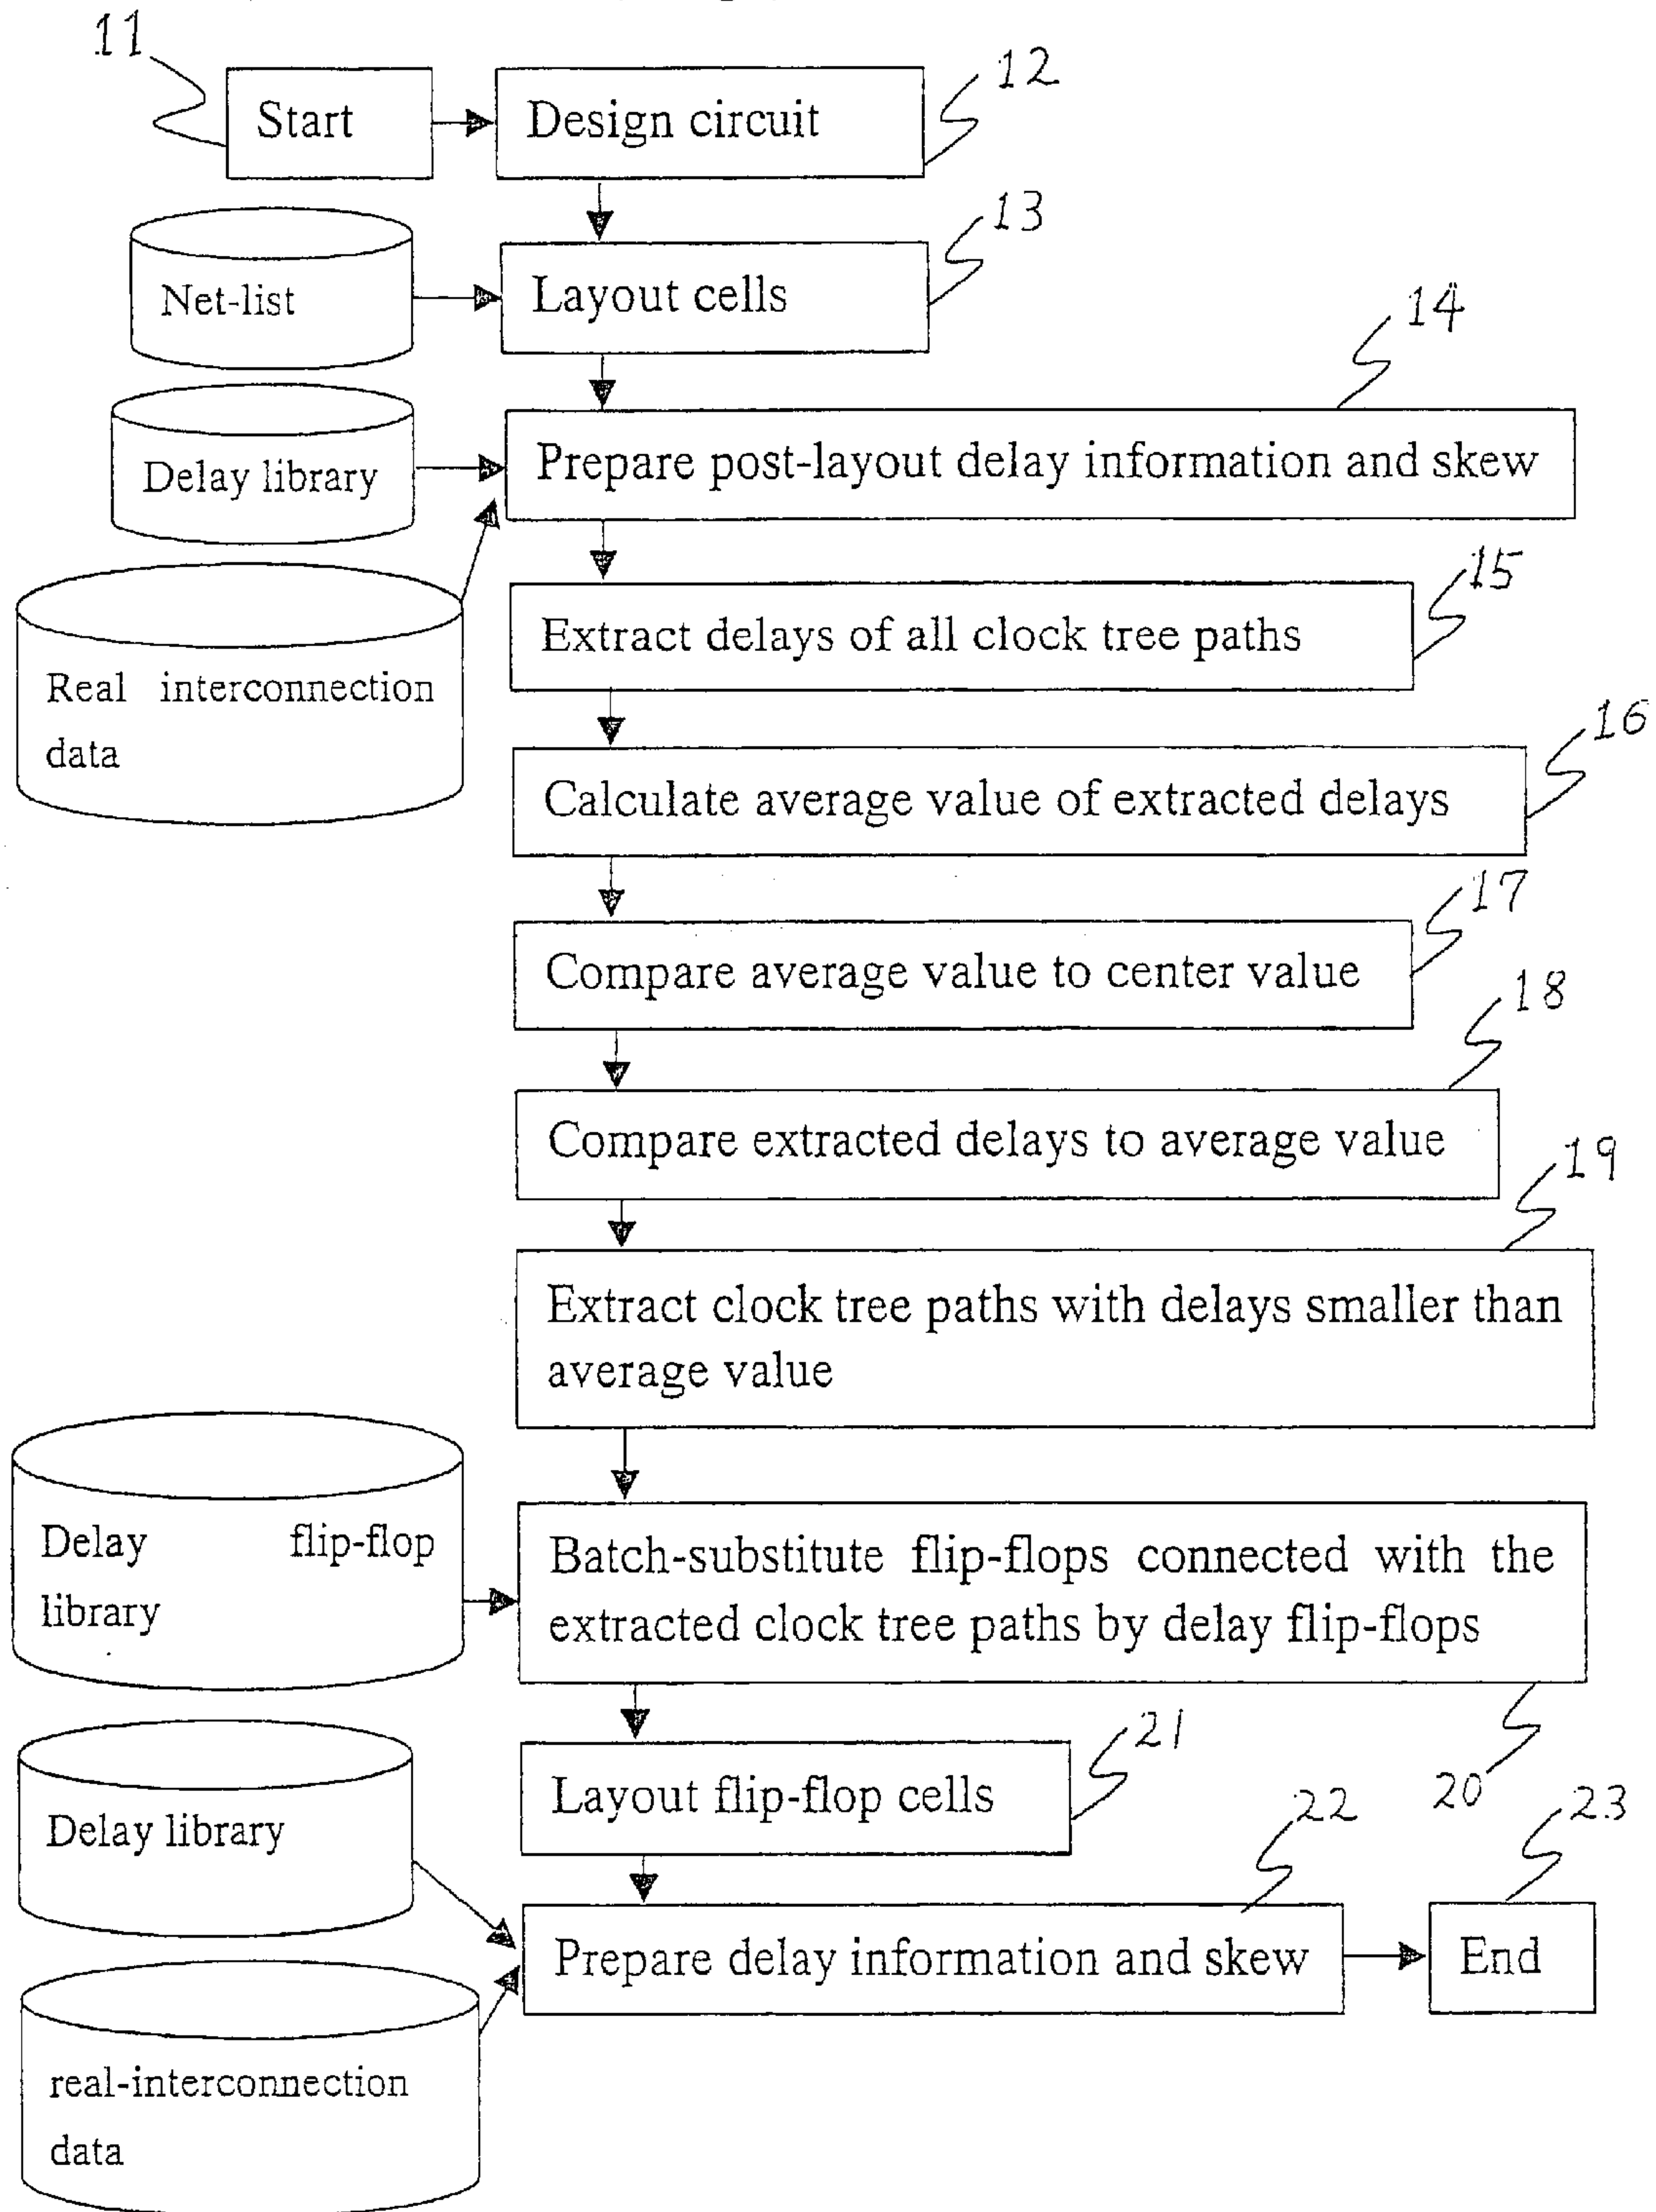 11
Start
Design circuit
12
Net-list
Layout cells
13
Delay library
Prepare post-layout delay information and skew
14
Real interconnection
data
Extract delays of all clock tree paths
15
Calculate average value of extracted delays
16
Compare average value to center value
17
Compare extracted delays to average value
18
Extract clock tree paths with delays smaller than
average value
19
Delay flip-flop
library
Batch-substitute flip-flops connected with the
extracted clock tree paths by delay flip-flops
20
Layout flip-flop cells
21
Delay library
real-interconnection
data
Prepare delay information and skew
22
End
23